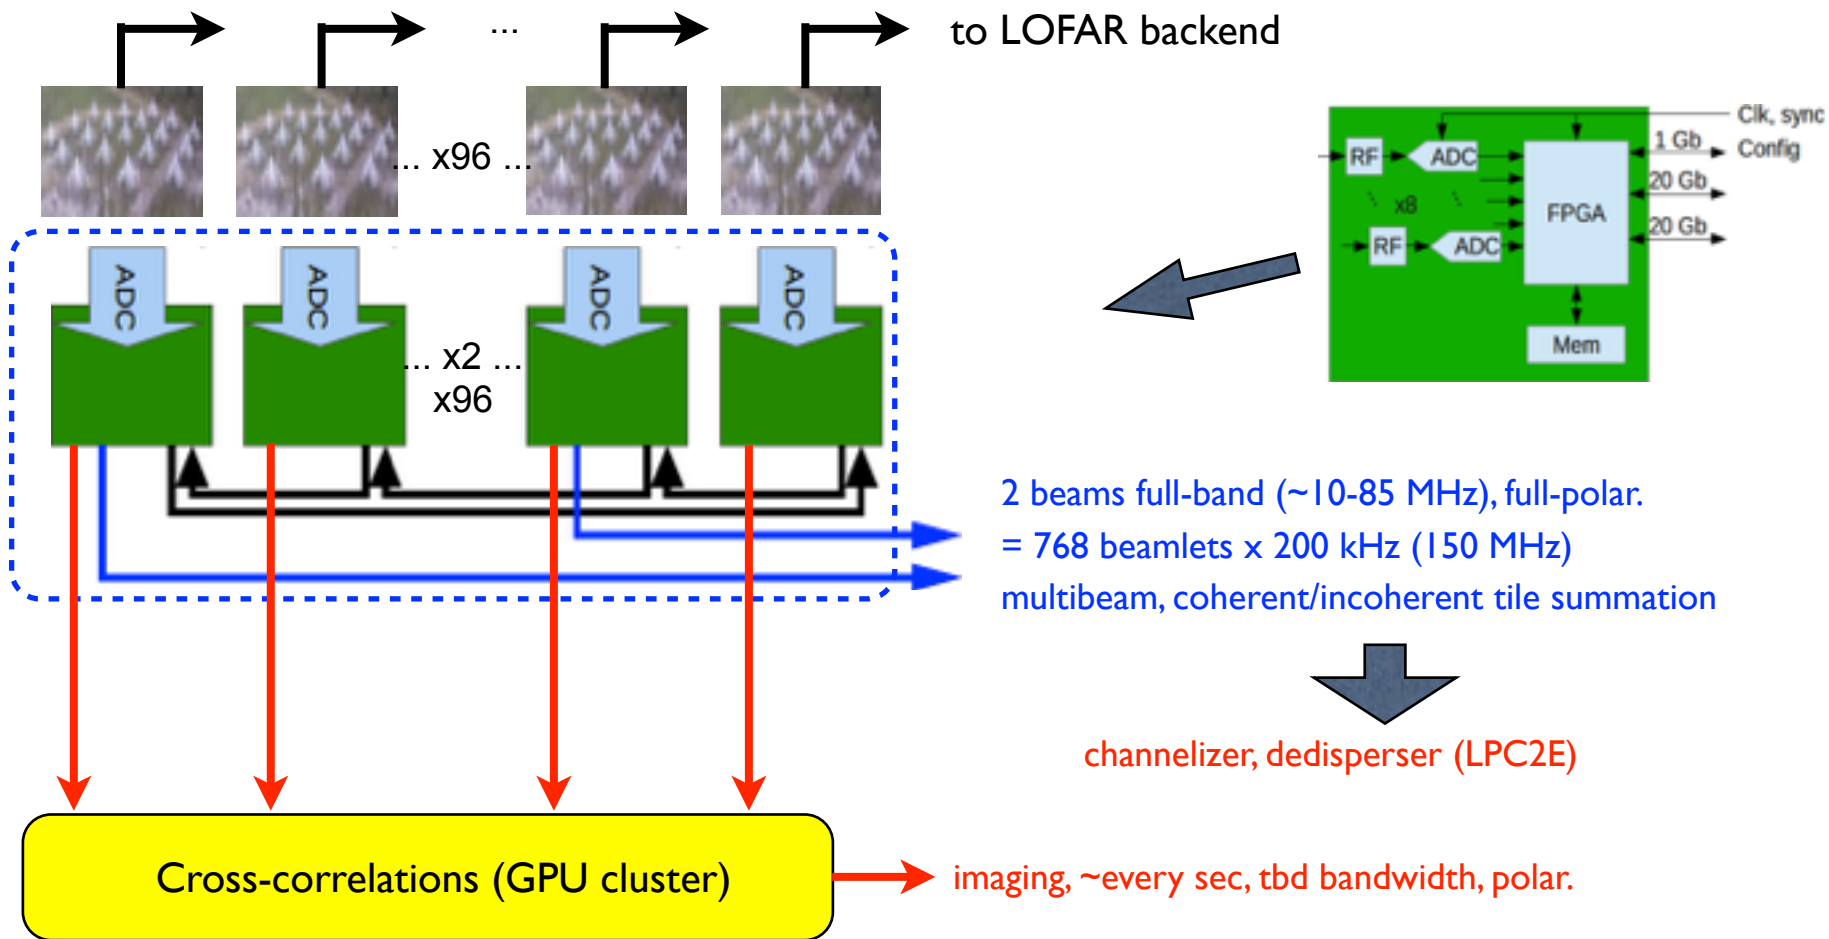 ...
to LOFAR backend
... x96 ...
Clk, sync
1 Gb
Config
RF
ADC
20 Gb
x8
FPGA
20 Gb
RF
ADC
Mem
ADC
ADC
ADC
ADC
... x2 ...
x96
2 beams full-band (~10-85 MHz), full-polar.
= 768 beamlets x 200 kHz (150 MHz)
multibeam, coherent/incoherent tile summation
channelizer, dedisperser (LPC2E)
Cross-correlations (GPU cluster)
imaging, ~every sec, tbd bandwidth, polar.